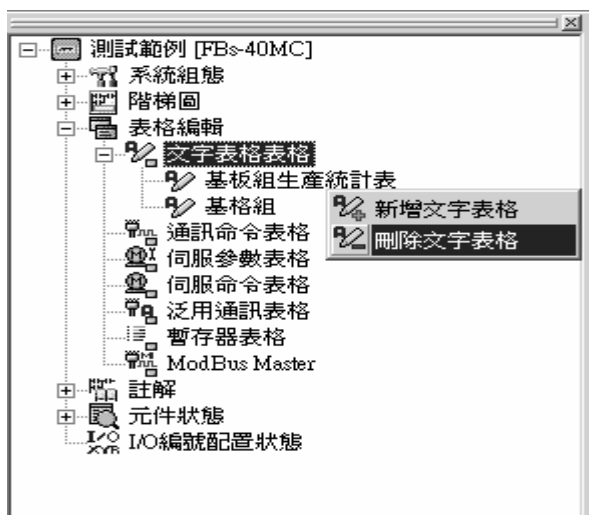 測試範例 [FBs-40MC]
系統組態
階梯圖
表格編輯
文字表格表格
基板組生產統計表
基格組
新增文字表格
刪除文字表格
通訊命令表格
伺服參數表格
伺服命令表格
泛用通訊表格
暫存器表格
ModBus Master
註解
元件狀態
I/O編號配置狀態